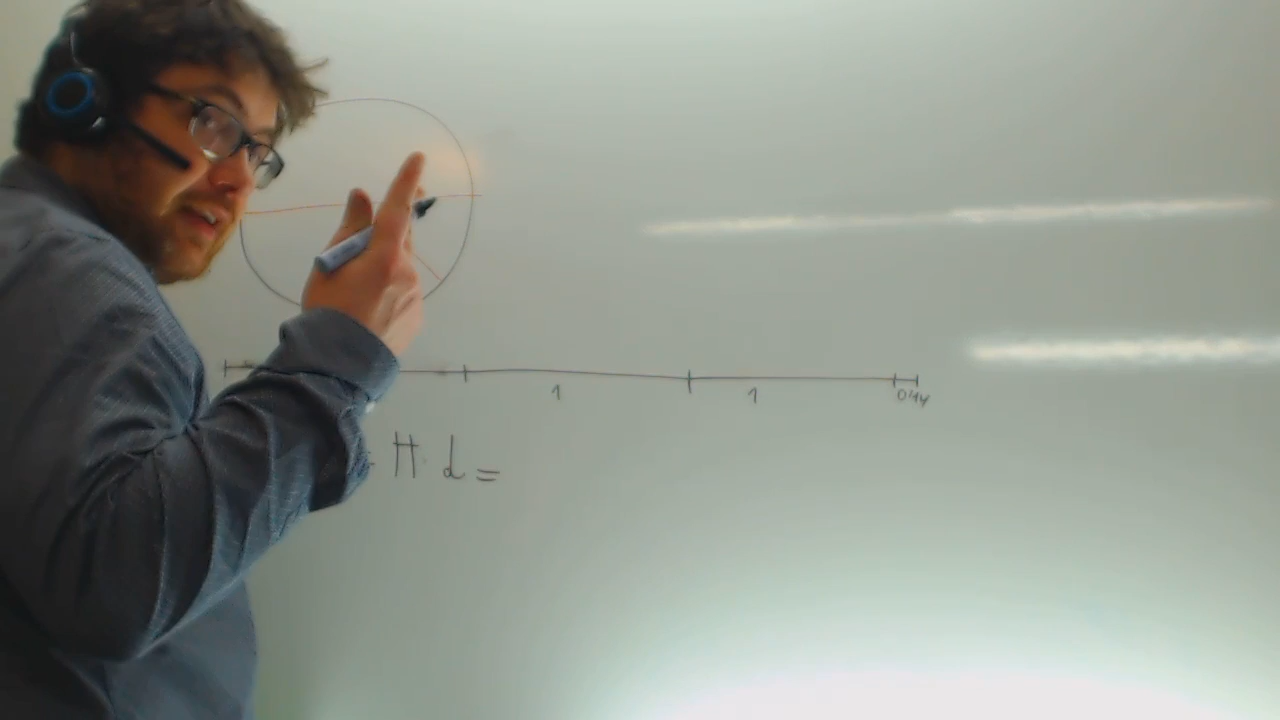 1 1 0,14
π · d =